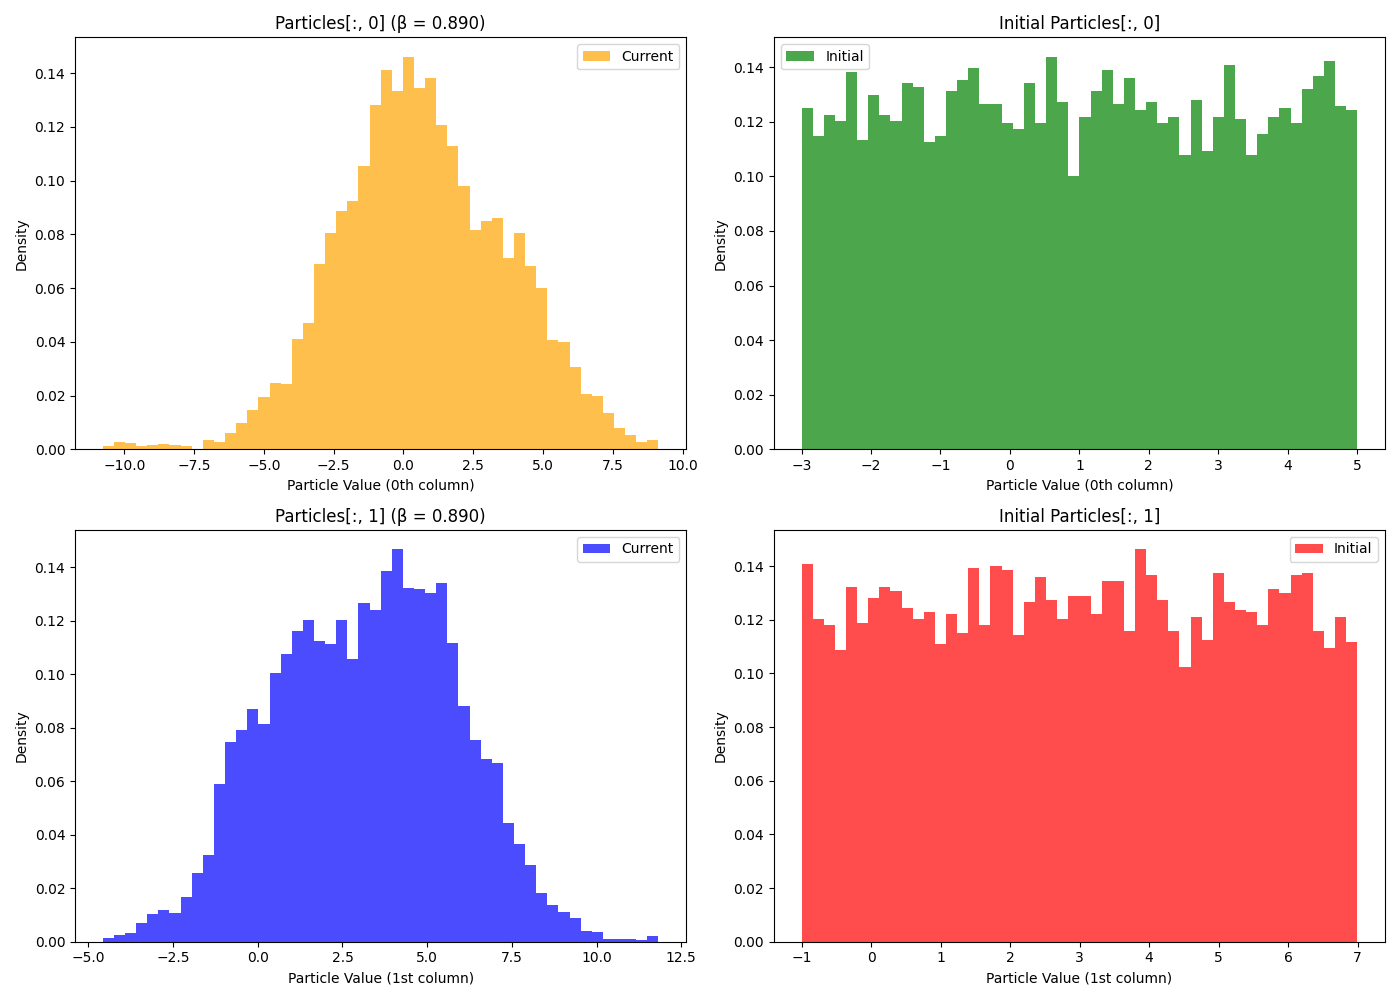 Particles[:, 0] (β = 0.890)
Current
Density
0.14
0.12
0.10
0.08
0.06
0.04
0.02
0.00
−10.0 −7.5 −5.0 −2.5 0.0 2.5 5.0 7.5 10.0
Particle Value (0th column)
Initial Particles[:, 0]
Initial
Density
0.14
0.12
0.10
0.08
0.06
0.04
0.02
0.00
−3 −2 −1 0 1 2 3 4 5
Particle Value (0th column)
Particles[:, 1] (β = 0.890)
Current
Density
0.14
0.12
0.10
0.08
0.06
0.04
0.02
0.00
−5.0 −2.5 0.0 2.5 5.0 7.5 10.0 12.5
Particle Value (1st column)
Initial Particles[:, 1]
Initial
Density
0.14
0.12
0.10
0.08
0.06
0.04
0.02
0.00
−1 0 1 2 3 4 5 6 7
Particle Value (1st column)